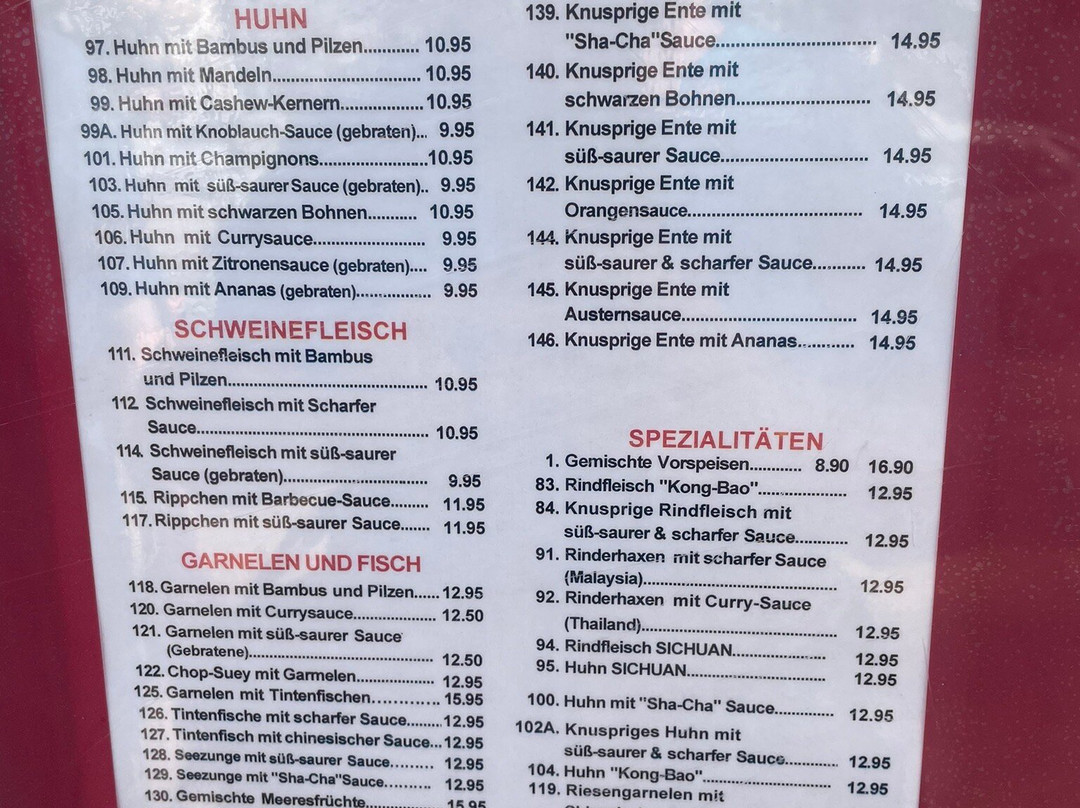 HUHN
97. Huhn mit Bambus und Pilzen........... 10.95
98. Huhn mit Mandeln............................. 10.95
99. Huhn mit Cashew-Kernern................ 10.95
99A. Huhn mit Knoblauch-Sauce (gebraten)... 9.95
101. Huhn mit Champignons......................10.95
103. Huhn mit süß-saurer Sauce (gebraten).. 9.95
105. Huhn mit schwarzen Bohnen.......... 10.95
106. Huhn mit Currysauce....................... 9.95
107. Huhn mit Zitronensauce (gebraten).... 9.95
109. Huhn mit Ananas (gebraten)............... 9.95
SCHWEINEFLEISCH
111. Schweinefleisch mit Bambus
und Pilzen........................................ 10.95
112. Schweinefleisch mit Scharfer
Sauce............................................... 10.95
114. Schweinefleisch mit süß-saurer
Sauce (gebraten)............................. 9.95
115. Rippchen mit Barbecue-Sauce........ 11.95
117. Rippchen mit süß-saurer Sauce...... 11.95
GARNELEN UND FISCH
118. Garnelen mit Bambus und Pilzen...... 12.95
120. Garnelen mit Currysauce................. 12.50
121. Garnelen mit süß-saurer Sauce
(Gebratene)...................................... 12.50
122. Chop-Suey mit Garmelen................ 12.95
125. Garnelen mit Tintenfischen............. 15.95
126. Tintenfische mit scharfer Sauce.......12.95
127. Tintenfisch mit chinesischer Sauce...12.95
128. Seezunge mit süß-saurer Sauce......... 12.95
129. Seezunge mit "Sha-Cha"Sauce......... 12.95
130. Gemischte Meeresfrüchte................ 15.95
139. Knusprige Ente mit
"Sha-Cha"Sauce................................ 14.95
140. Knusprige Ente mit
schwarzen Bohnen........................... 14.95
141. Knusprige Ente mit
süß-saurer Sauce.............................. 14.95
142. Knusprige Ente mit
Orangensauce................................... 14.95
144. Knusprige Ente mit
süß-saurer & scharfer Sauce........... 14.95
145. Knusprige Ente mit
Austernsauce................................... 14.95
146. Knusprige Ente mit Ananas............ 14.95
SPEZIALITÄTEN
1. Gemischte Vorspeisen........... 8.90 16.90
83. Rindfleisch "Kong-Bao".................. 12.95
84. Knusprige Rindfleisch mit
süß-saurer & scharfer Sauce........... 12.95
91. Rinderhaxen mit scharfer Sauce
(Malaysia)......................................... 12.95
92. Rinderhaxen mit Curry-Sauce
(Thailand)......................................... 12.95
94. Rindfleisch SICHUAN................... 12.95
95. Huhn SICHUAN............................ 12.95
100. Huhn mit "Sha-Cha" Sauce............ 12.95
102A. Knuspriges Huhn mit
süß-saurer & scharfer Sauce........... 12.95
104. Huhn "Kong-Bao".......................... 12.95
119. Riesengarnelen mit